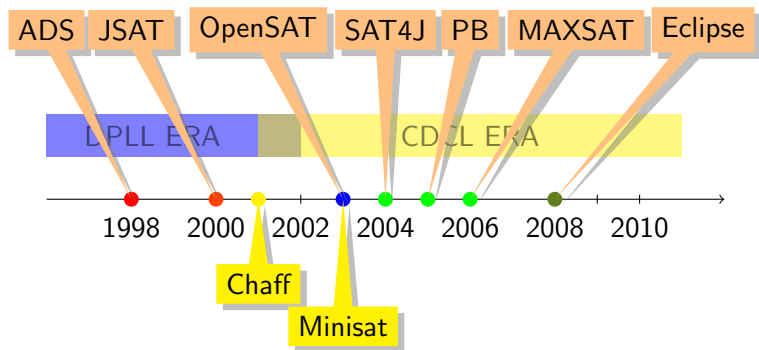 ADS JSAT OpenSAT SAT4J PB MAXSAT Eclipse
DPLL ERA CDCL ERA
1998 2000 2002 2004 2006 2008 2010
Chaff
Minisat